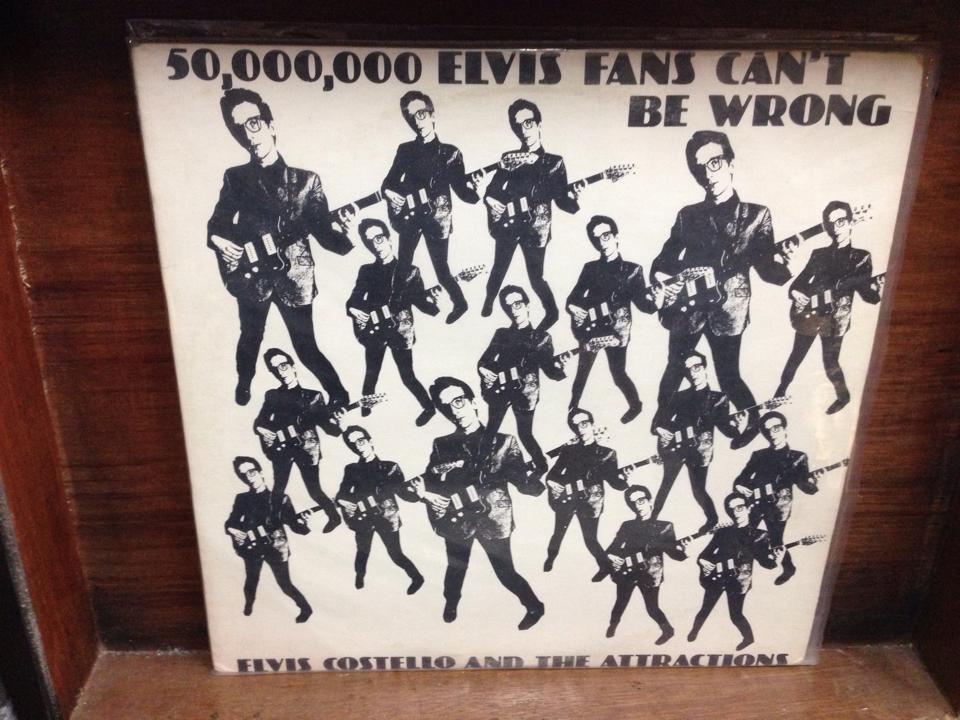 50,000,000 ELVIS FANS CAN'T
BE WRONG
ELVIS COSTELLO AND THE ATTRACTIONS